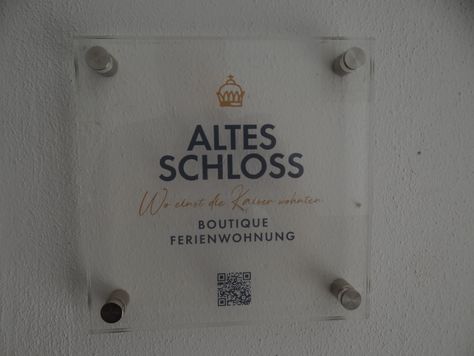 ALTES
SCHLOSS
Wo einst die Kaiser wohnten
BOUTIQUE
FERIENWOHNUNG